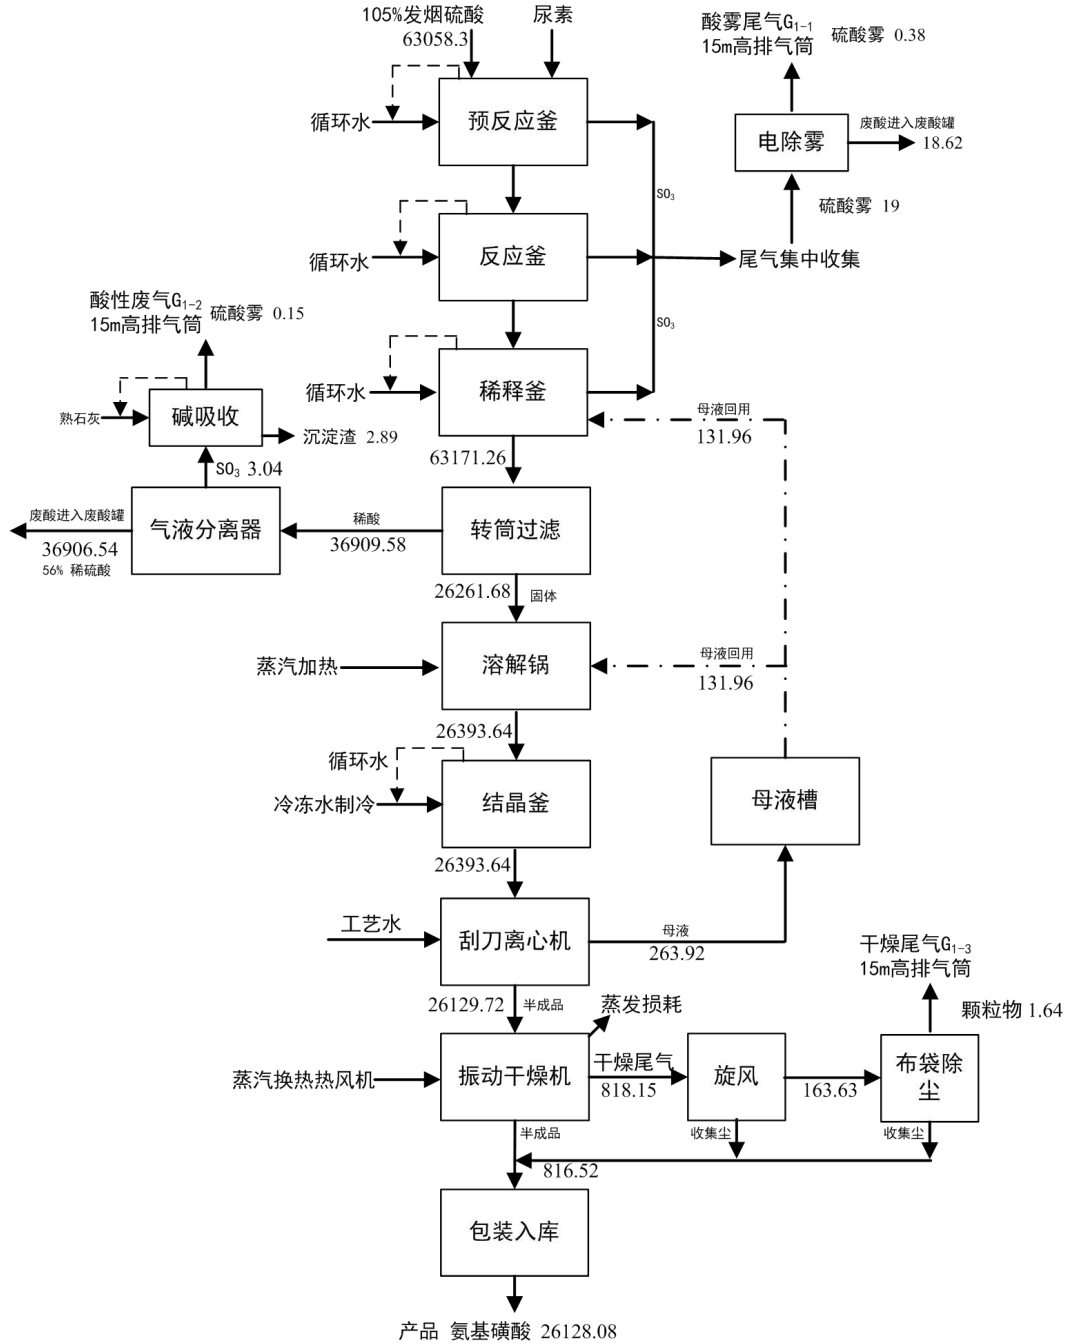 105%发烟硫酸
63058.3
尿素
酸雾尾气G1-1
15m高排气筒
硫酸雾 0.38
循环水
预反应釜
电除雾
废酸进入废酸罐
18.62
SO3
硫酸雾 19
循环水
反应釜
尾气集中收集
酸性废气G1-2
15m高排气筒
硫酸雾 0.15
SO3
循环水
稀释釜
熟石灰
碱吸收
沉淀渣 2.89
母液回用
131.96
63171.26
SO3 3.04
废酸进入废酸罐
36906.54
56% 稀硫酸
气液分离器
稀酸
36909.58
转筒过滤
26261.68
固体
蒸汽加热
溶解锅
母液回用
131.96
26393.64
循环水
冷冻水制冷
结晶釜
母液槽
26393.64
工艺水
刮刀离心机
母液
263.92
干燥尾气G1-3
15m高排气筒
颗粒物 1.64
26129.72
半成品
蒸发损耗
蒸汽换热热风机
振动干燥机
干燥尾气
818.15
旋风
163.63
布袋除
尘
半成品
收集尘
收集尘
816.52
包装入库
产品 氨基磺酸 26128.08